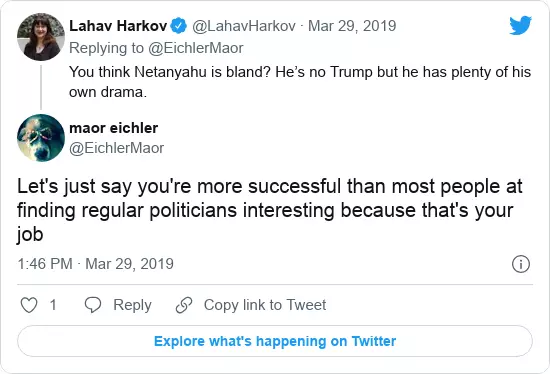 Lahav Harkov @LahavHarkov · Mar 29, 2019
Replying to @EichlerMaor
You think Netanyahu is bland? He’s no Trump but he has plenty of his
own drama.
maor eichler
@EichlerMaor
Let's just say you're more successful than most people at
finding regular politicians interesting because that's your
job
1:46 PM · Mar 29, 2019
1 Reply Copy link to Tweet
Explore what's happening on Twitter